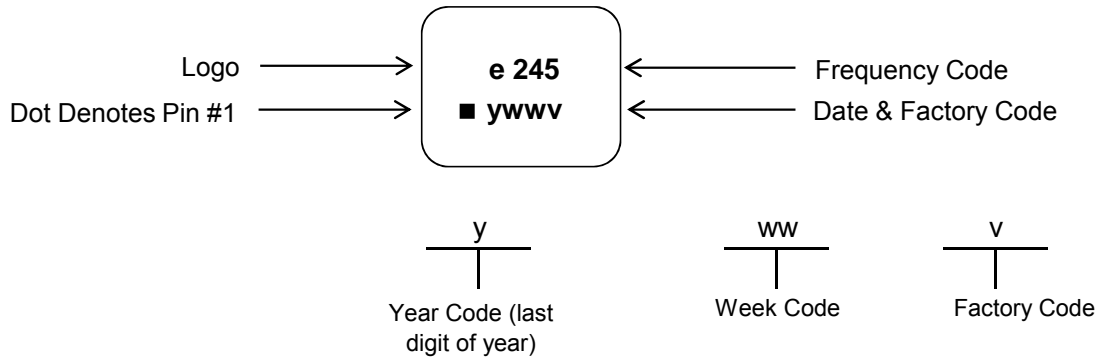 Logo
e 245
Frequency Code
Dot Denotes Pin #1
■ ywwv
Date & Factory Code
y
ww
v
Year Code (last
digit of year)
Week Code
Factory Code